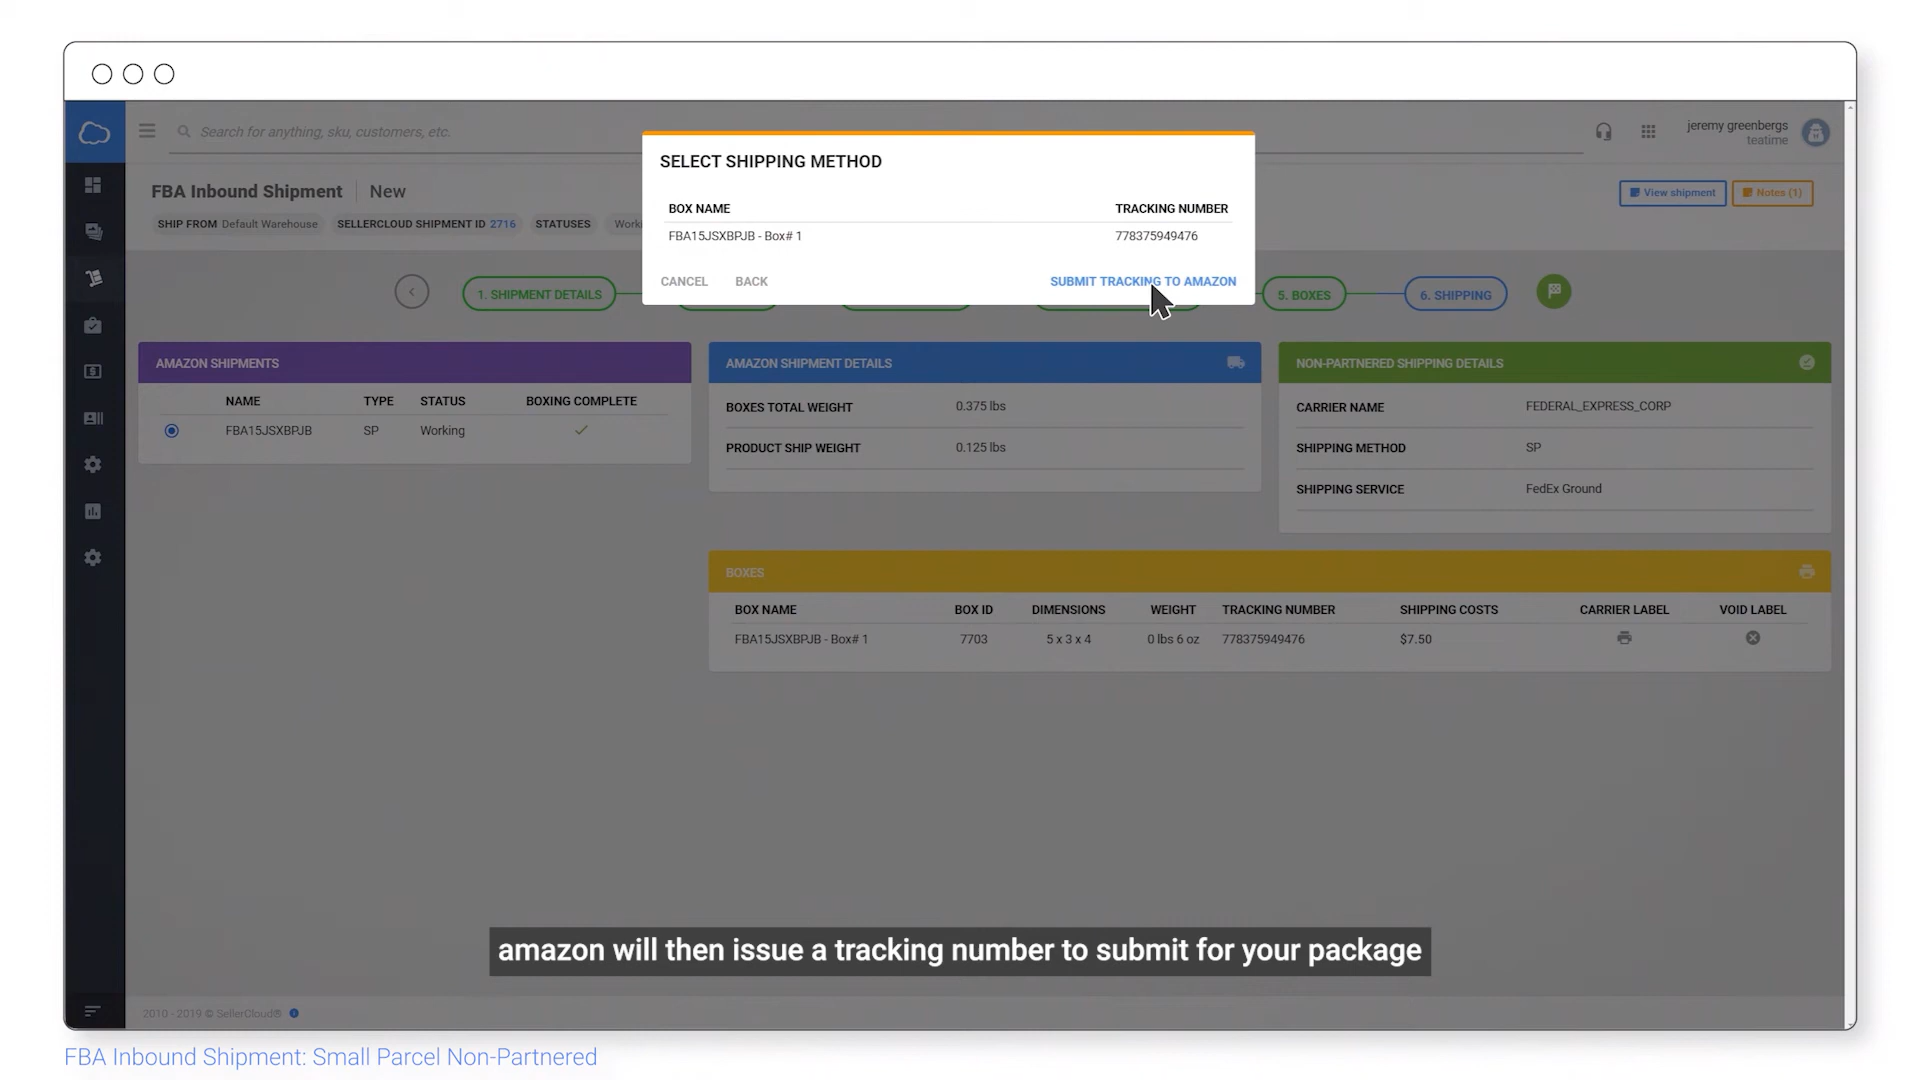 Search for anything, sku, customers, etc.
jeremy greenbergs
teatime
SELECT SHIPPING METHOD
BOX NAME TRACKING NUMBER
FBA15JSXBPJB - Box# 1 778375949476
CANCEL BACK SUBMIT TRACKING TO AMAZON
FBA Inbound Shipment New
View shipment Notes (1)
SHIP FROM Default Warehouse SELLERCLOUD SHIPMENT ID 2716 STATUSES Worki
1. SHIPMENT DETAILS 5. BOXES 6. SHIPPING
AMAZON SHIPMENTS
NAME TYPE STATUS BOXING COMPLETE
FBA15JSXBPJB SP Working
AMAZON SHIPMENT DETAILS
BOXES TOTAL WEIGHT 0.375 lbs
PRODUCT SHIP WEIGHT 0.125 lbs
NON-PARTNERED SHIPPING DETAILS
CARRIER NAME FEDERAL_EXPRESS_CORP
SHIPPING METHOD SP
SHIPPING SERVICE FedEx Ground
BOXES
BOX NAME BOX ID DIMENSIONS WEIGHT TRACKING NUMBER SHIPPING COSTS CARRIER LABEL VOID LABEL
FBA15JSXBPJB - Box# 1 7703 5 x 3 x 4 0 lbs 6 oz 778375949476 $7.50
amazon will then issue a tracking number to submit for your package
2010 - 2019 © SellerCloud®
FBA Inbound Shipment: Small Parcel Non-Partnered